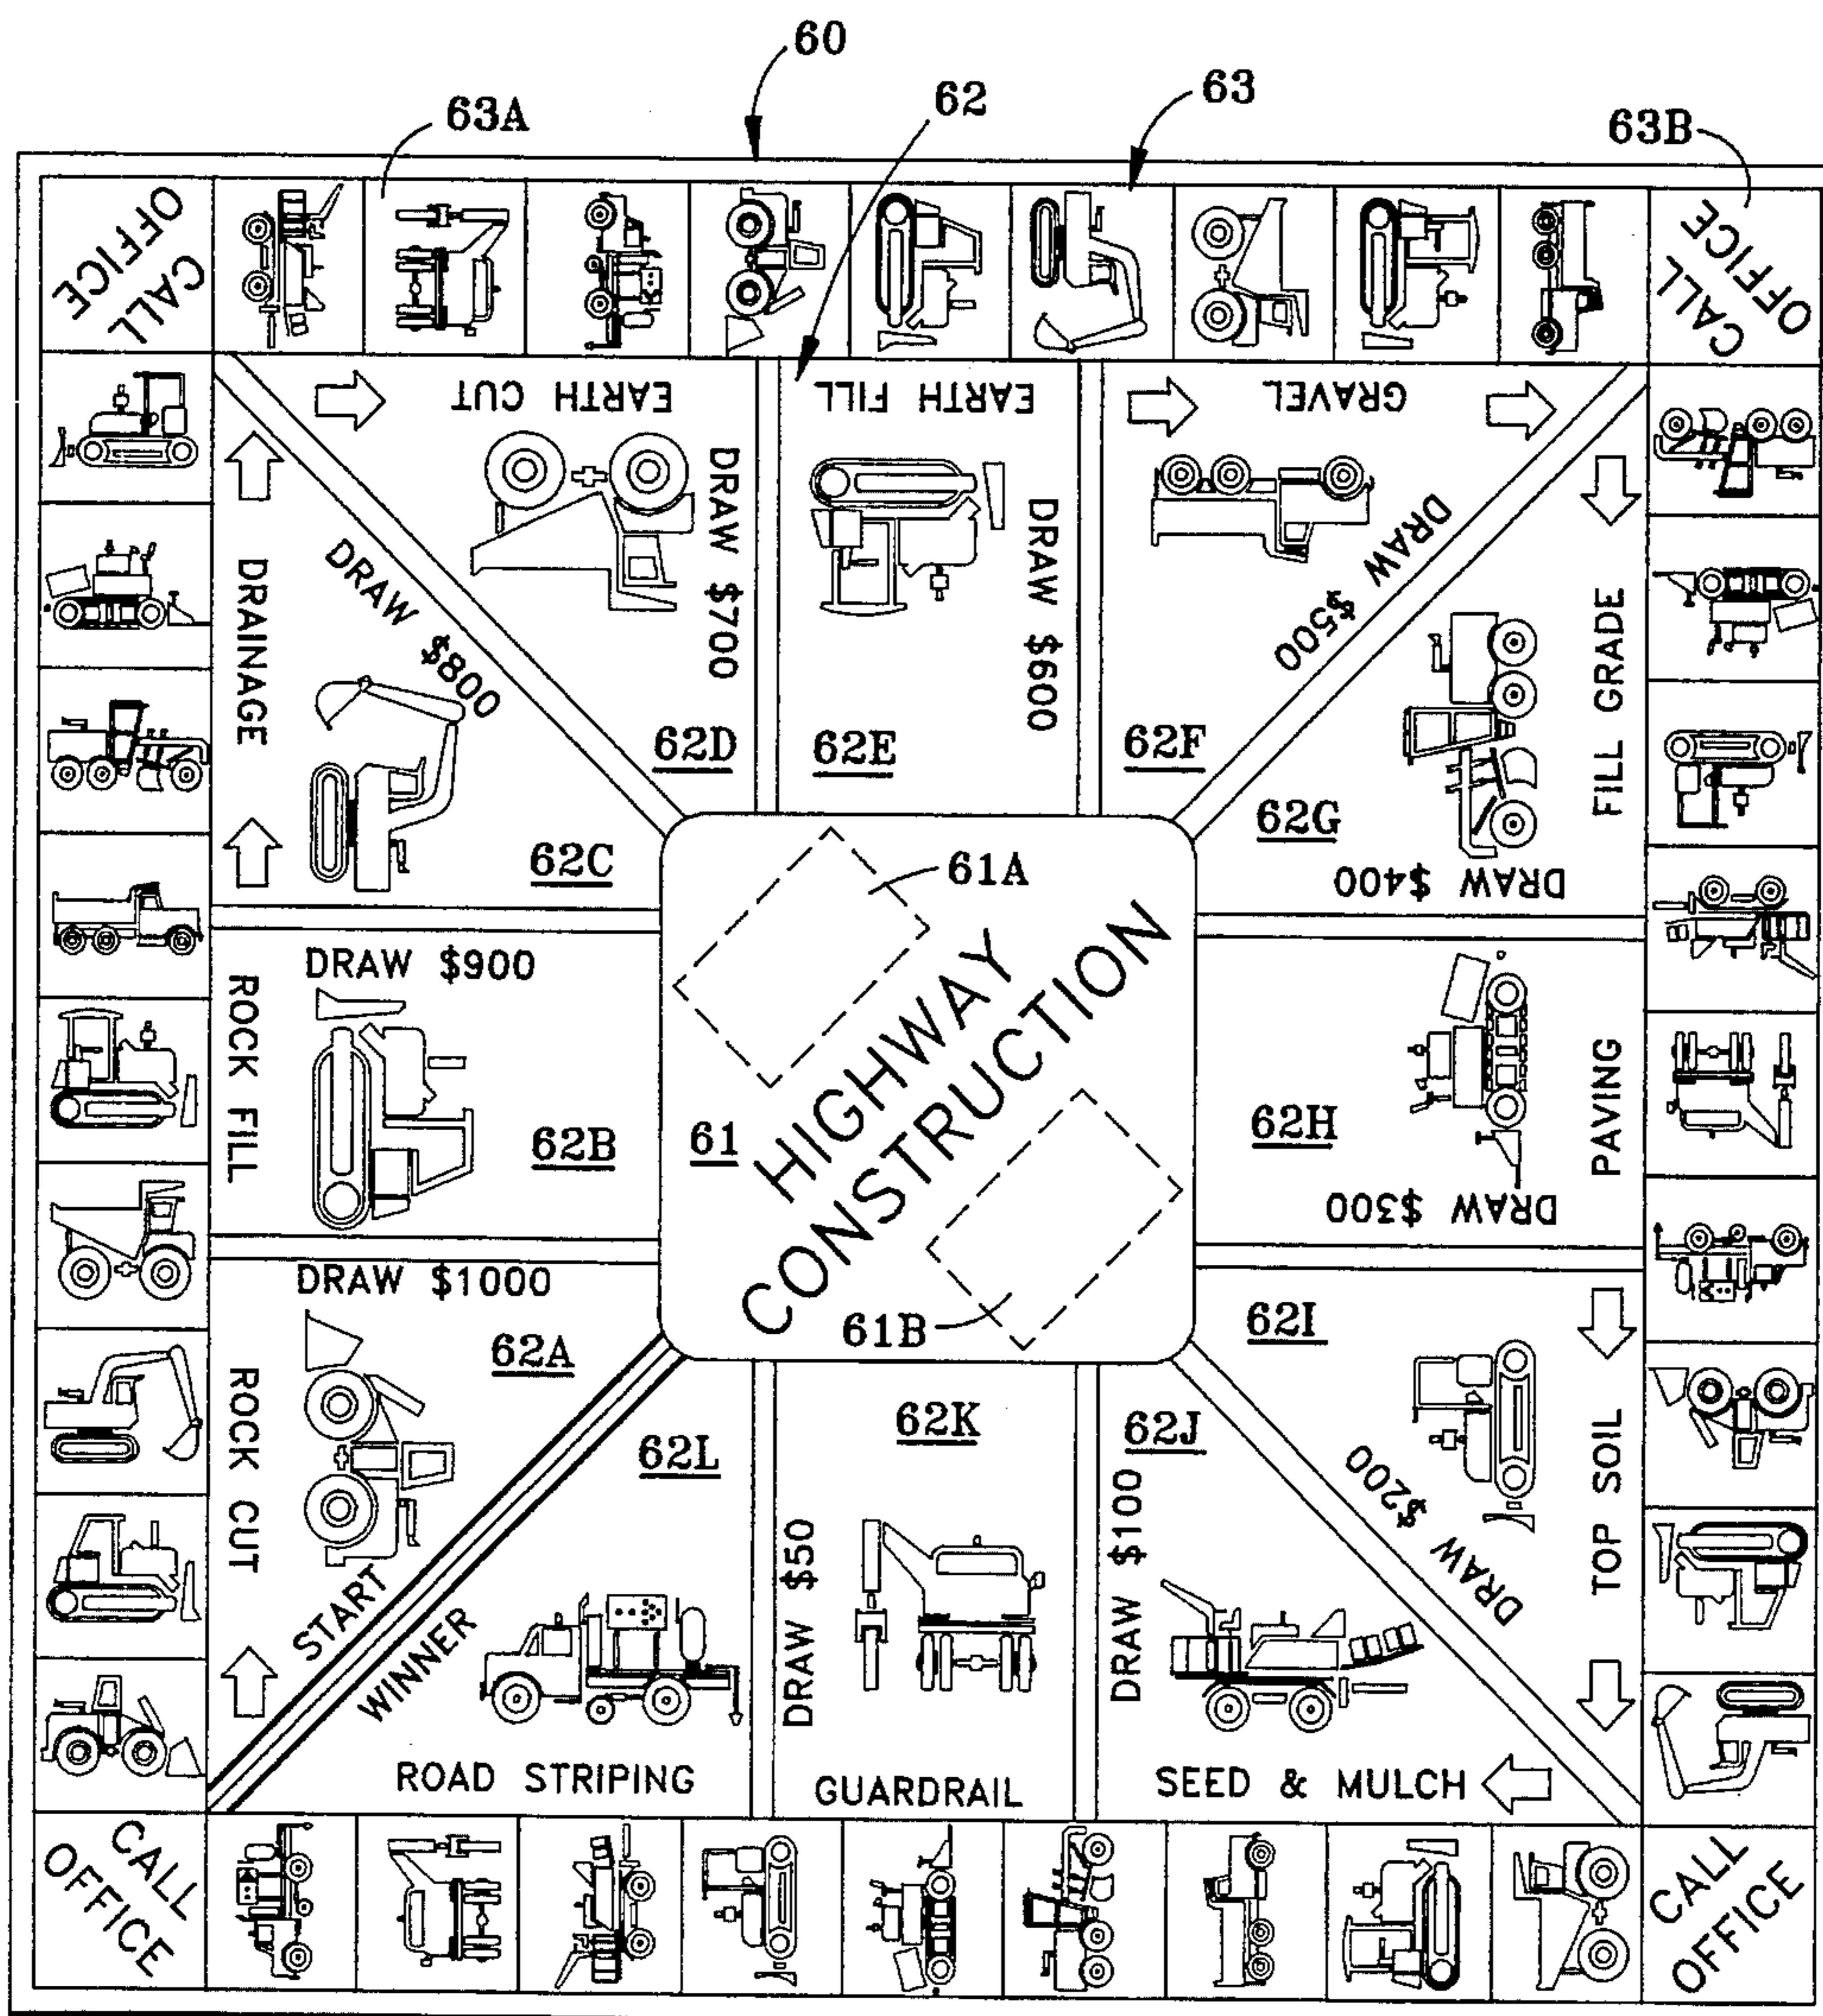 60
62
63
63A
63B
OFFICE
CALL
OFFICE
CALL
EARTH CUT
EARTH FILL
GRAVEL
DRAINAGE
DRAW $800
DRAW $700
DRAW $600
DRAW
$500
FILL GRADE
62D
62E
62F
62G
62C
DRAW $400
61A
DRAW $900
ROCK FILL
62B
61
HIGHWAY
CONSTRUCTION
62H
PAVING
DRAW $300
DRAW $1000
62A
61B
62I
ROCK CUT
62L
62K
62J
DRAW $200
TOP SOIL
START
WINNER
DRAW $50
DRAW $100
ROAD STRIPING
GUARDRAIL
SEED & MULCH
CALL
OFFICE
CALL
OFFICE